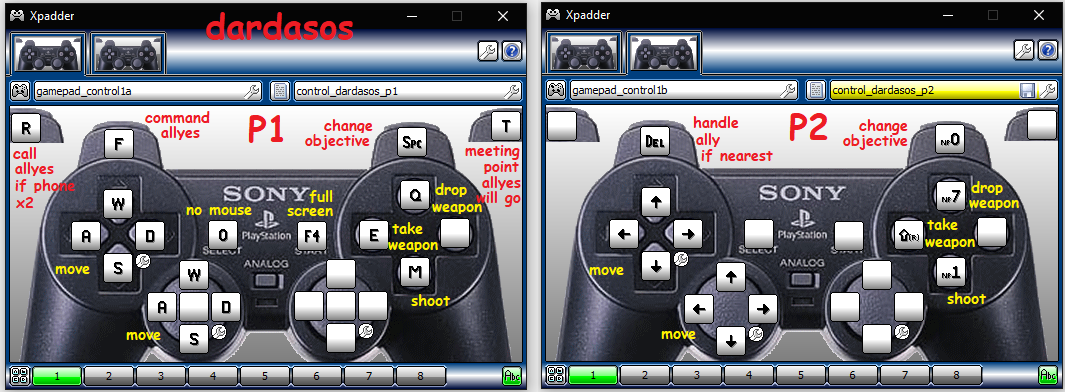 Xpadder
dardasos
gamepad_control1a
control_dardasos_p1
R
F
command
allyes
P1
change
objective
SPC
T
call
allyes
if phone
x2
meeting
point
allyes
will go
SONY
W
A
D
S
no mouse
O
full
screen
F4
PlayStation
SELECT
START
Q
drop
weapon
E
take
weapon
M
shoot
move
ANALOG
W
A
D
S
move
1
2
3
4
5
6
7
8
Abc
Xpadder
gamepad_control1b
control_dardasos_p2
DEL
handle
ally
if nearest
P2
change
objective
NP0
SONY
↑
←
→
↓
PlayStation
SELECT
START
NP7
drop
weapon
⇧(R)
take
weapon
NP1
shoot
move
ANALOG
↑
←
→
↓
move
1
2
3
4
5
6
7
8
Abc